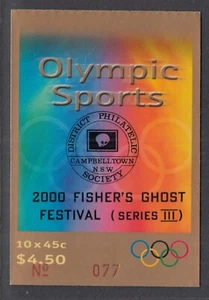 Olympic
Sports
DISTRICT PHILATELIC
CAMPBELLTOWN
N.S.W
SOCIETY
2000 FISHER'S GHOST
FESTIVAL (SERIES III)
10 x 45c
$4.50
No 077